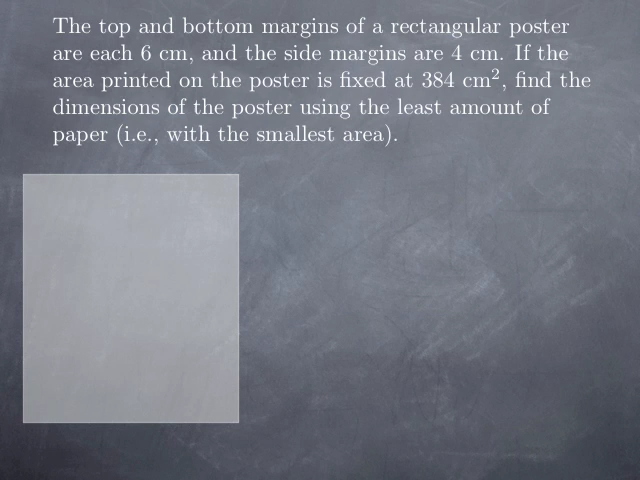 The top and bottom margins of a rectangular poster
are each 6 cm, and the side margins are 4 cm. If the
area printed on the poster is fixed at 384 cm², find the
dimensions of the poster using the least amount of
paper (i.e., with the smallest area).